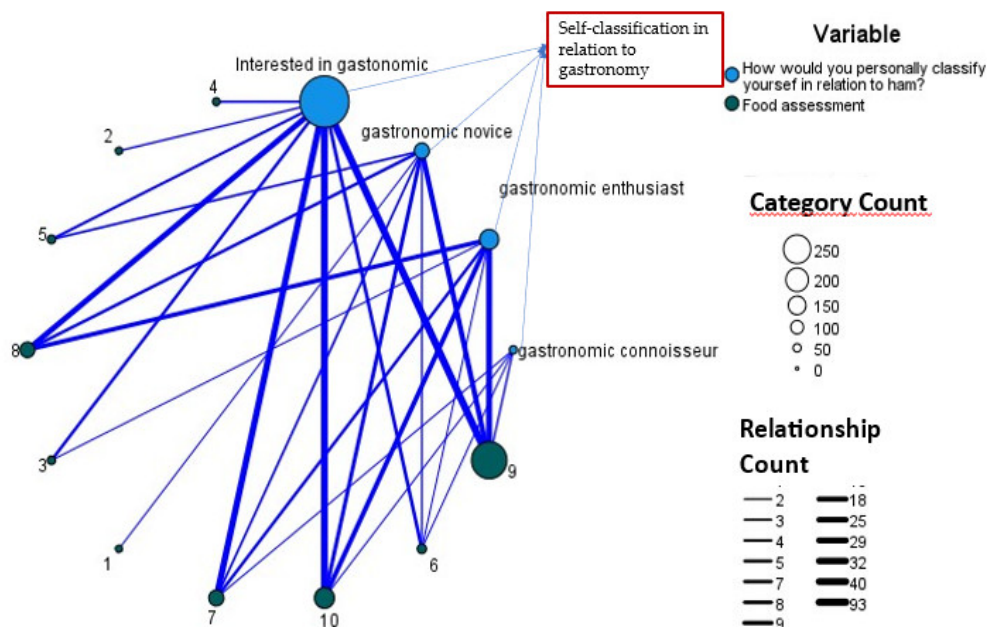 Self-classification in
relation to
gastronomy
Variable
How would you personally classify
yoursef in relation to ham?
Food assessment
Interested in gastonomic
4
gastronomic novice
2
gastronomic enthusiast
Category Count
5
250
200
150
100
50
0
8
gastronomic connoisseur
3
9
Relationship
Count
1
6
7
10
2
3
4
5
7
8
9
18
25
29
32
40
93